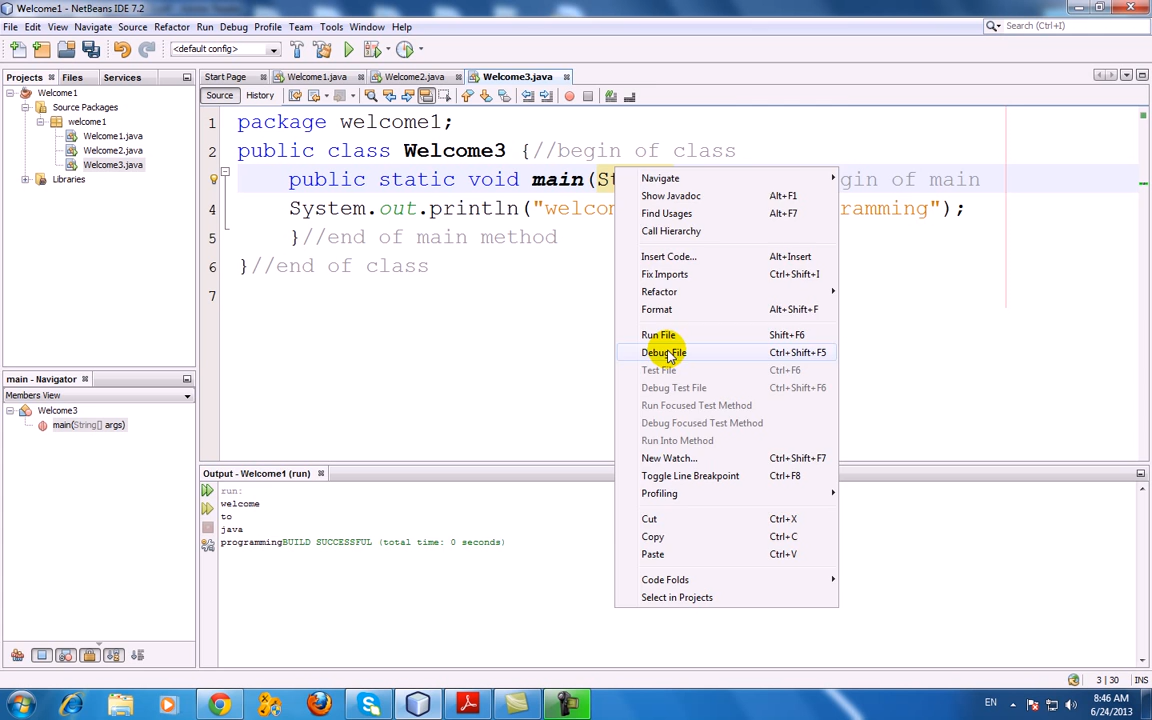 Welcome1 - NetBeans IDE 7.2
File Edit View Navigate Source Refactor Run Debug Profile Team Tools Window Help
Search (Ctrl+I)
<default config>
Projects Files Services
Start Page Welcome1.java Welcome2.java Welcome3.java
Source History
Welcome1
Source Packages
welcome1
Welcome1.java
Welcome2.java
Welcome3.java
Libraries
1 package welcome1;
2 public class Welcome3 {//begin of class
public static void main( gin of main
4 System.out.println("welco ramming");
5 }//end of main method
6 }//end of class
7
Navigate
Show Javadoc Alt+F1
Find Usages Alt+F7
Call Hierarchy
Insert Code... Alt+Insert
Fix Imports Ctrl+Shift+I
Refactor
Format Alt+Shift+F
Run File Shift+F6
Debug File Ctrl+Shift+F5
Test File Ctrl+F6
Debug Test File Ctrl+Shift+F6
Run Focused Test Method
Debug Focused Test Method
Run Into Method
New Watch... Ctrl+Shift+F7
Toggle Line Breakpoint Ctrl+F8
Profiling
Cut Ctrl+X
Copy Ctrl+C
Paste Ctrl+V
Code Folds
Select in Projects
main - Navigator
Members View
Welcome3
main(String[] args)
Output - Welcome1 (run)
run:
welcome
to
java
programmingBUILD SUCCESSFUL (total time: 0 seconds)
3 | 30 INS
EN
8:46 AM
6/24/2013